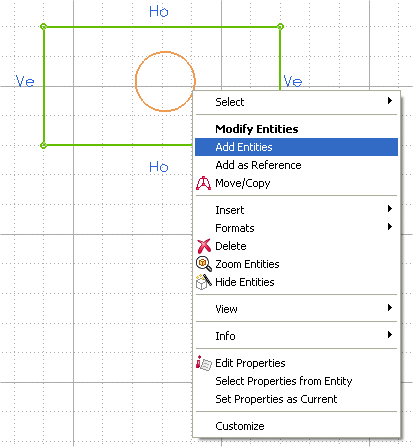 Ho
Ve
Ve
Ho
Select
Modify Entities
Add Entities
Add as Reference
Move/Copy
Insert
Formats
Delete
Zoom Entities
Hide Entities
View
Info
Edit Properties
Select Properties from Entity
Set Properties as Current
Customize